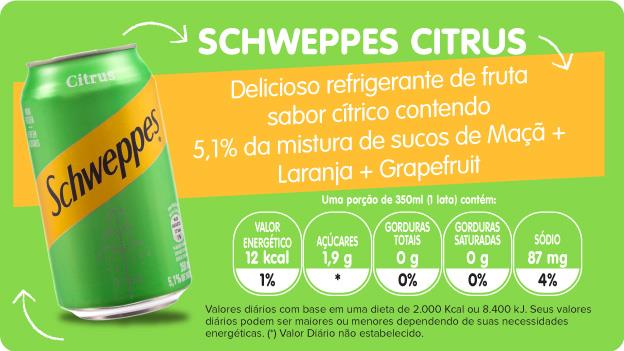 SCHWEPPES CITRUS
Citrus
Schweppes
Delicioso refrigerante de fruta
sabor cítrico contendo
5,1% da mistura de sucos de Maçã +
Laranja + Grapefruit
Uma porção de 350ml (1 lata) contém:
VALOR
ENERGÉTICO
12 kcal
1%
AÇÚCARES
1,9 g
*
GORDURAS
TOTAIS
0 g
0%
GORDURAS
SATURADAS
0 g
0%
SÓDIO
87 mg
4%
Valores diários com base em uma dieta de 2.000 Kcal ou 8.400 kJ. Seus valores
diários podem ser maiores ou menores dependendo de suas necessidades
energéticas. (*) Valor Diário não estabelecido.